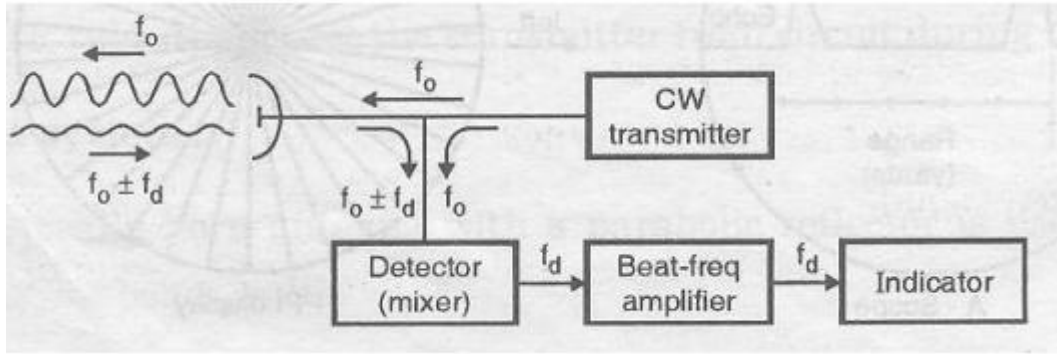 f₀
f₀
CW
transmitter
f₀ ± f_d
f₀ ± f_d
f₀
Detector
(mixer)
f_d
Beat-freq
amplifier
f_d
Indicator